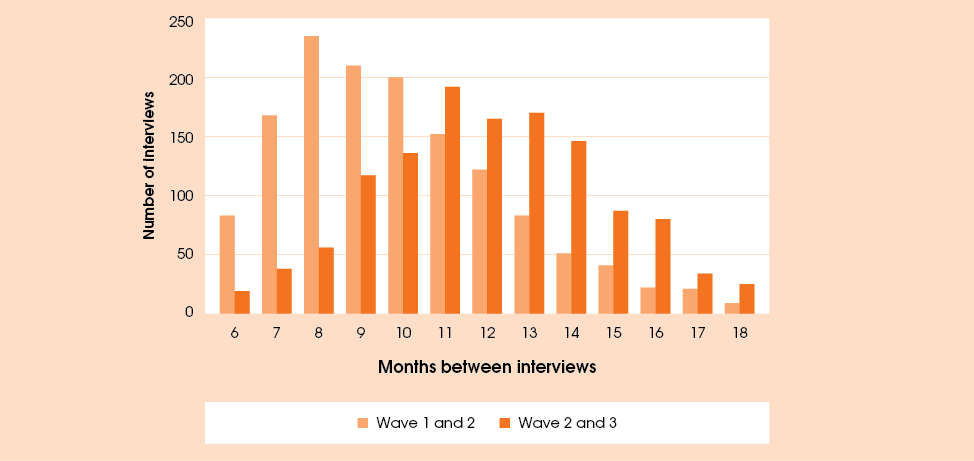 250
200
150
100
50
0
Number of Interviews
6 7 8 9 10 11 12 13 14 15 16 17 18
Months between interviews
Wave 1 and 2 Wave 2 and 3